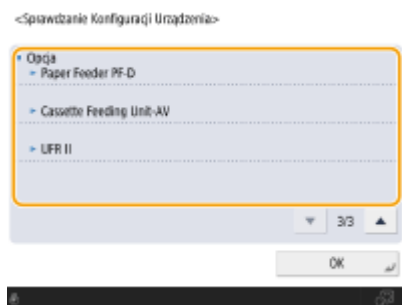 <Sprawdzanie Konfiguracji Urządzenia>
Opcja
Paper Feeder PF-D
Cassette Feeding Unit-AV
UFR II
3/3
OK